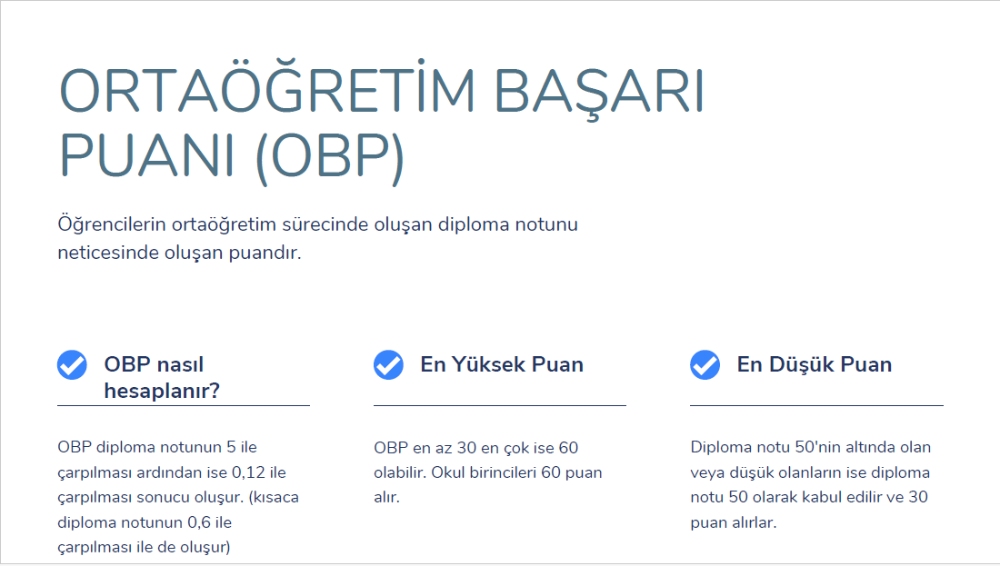 ORTAÖĞRETİM BAŞARI
PUANI (OBP)
Öğrencilerin ortaöğretim sürecinde oluşan diploma notunu
neticesinde oluşan puandır.
OBP nasıl
hesaplanır?
OBP diploma notunun 5 ile
çarpılması ardından ise 0,12 ile
çarpılması sonucu oluşur. (kısaca
diploma notunun 0,6 ile
çarpılması ile de oluşur)
En Yüksek Puan
OBP en az 30 en çok ise 60
olabilir. Okul birincileri 60 puan
alır.
En Düşük Puan
Diploma notu 50'nin altında olan
veya düşük olanların ise diploma
notu 50 olarak kabul edilir ve 30
puan alırlar.